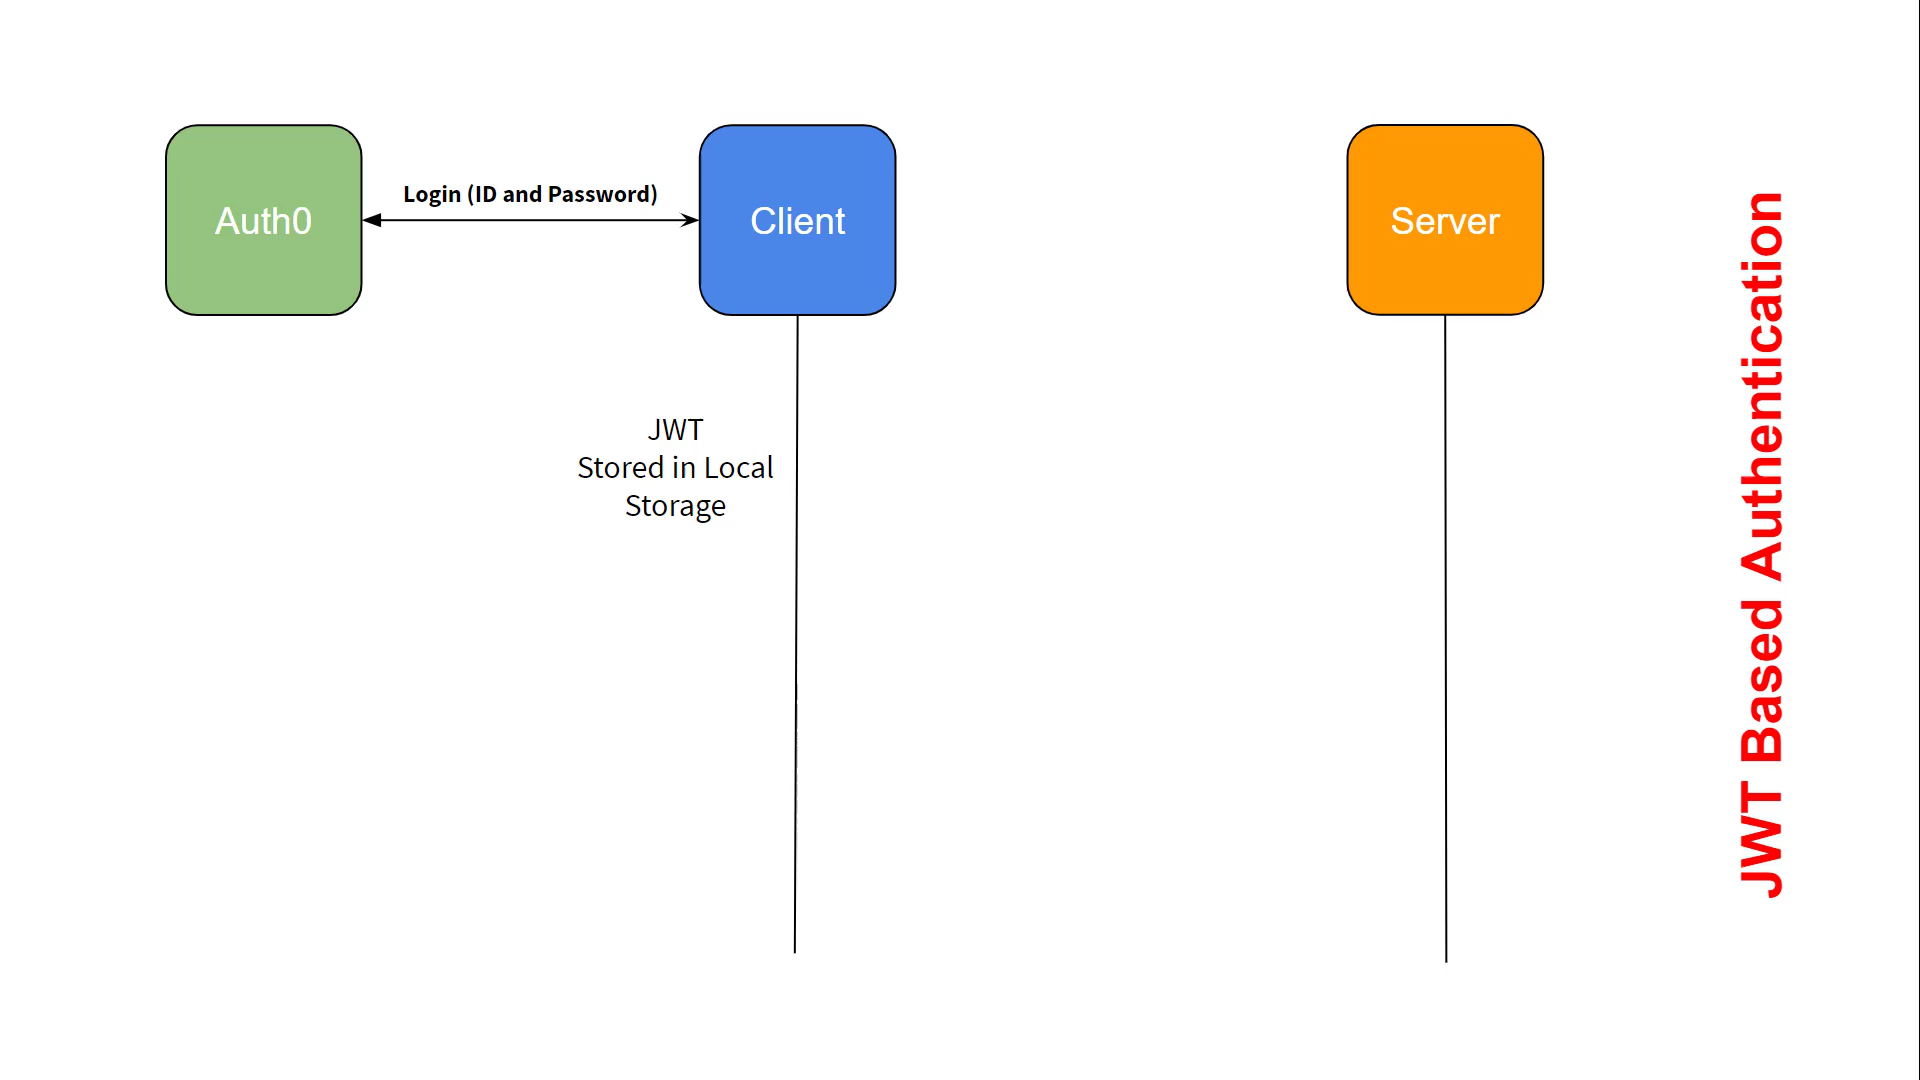 Auth0
Login (ID and Password)
Client
Server
JWT
Stored in Local
Storage
JWT Based Authentication